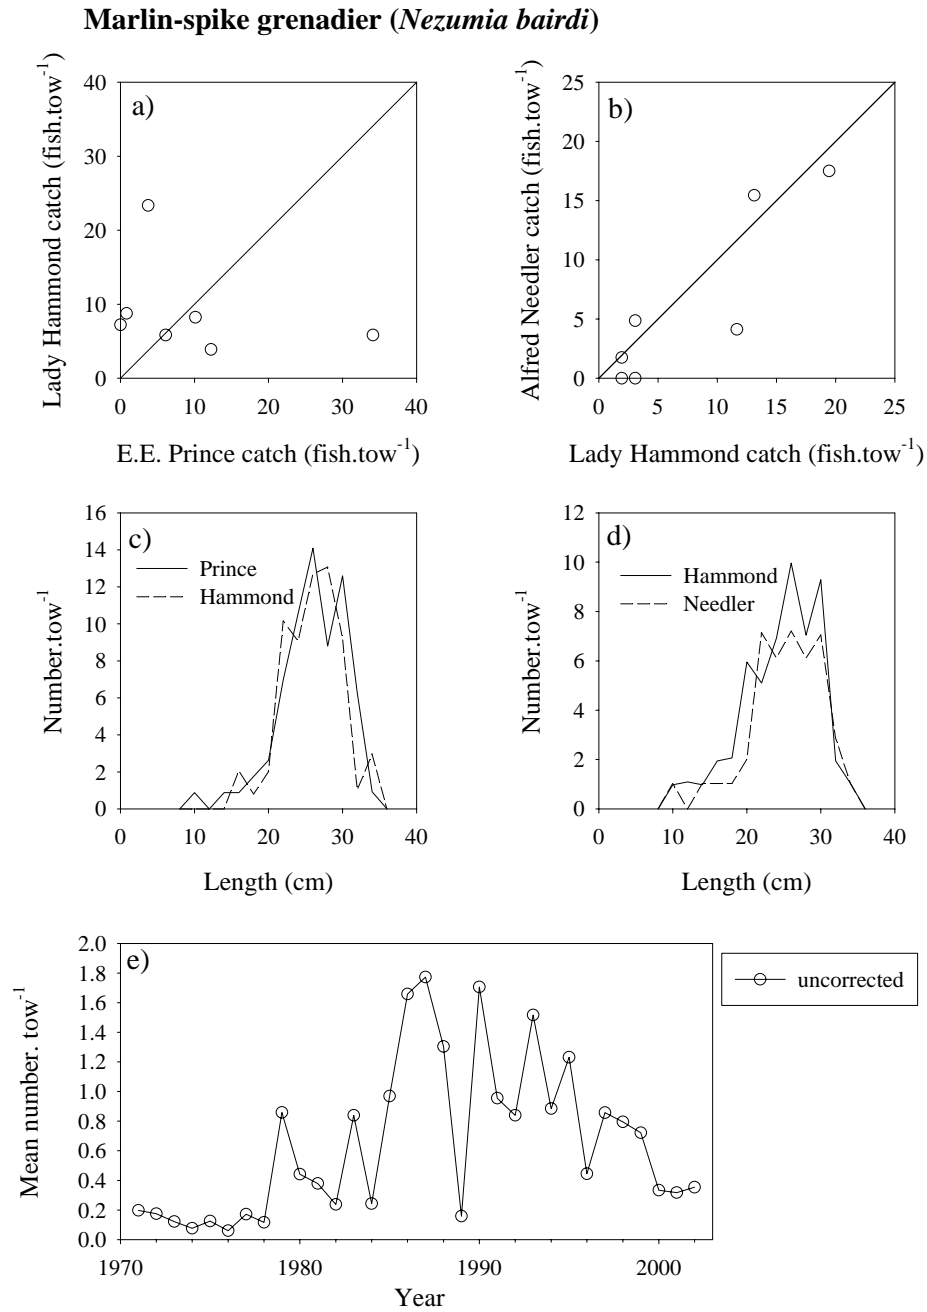 Marlin-spike grenadier (Nezumia bairdi)
a)
Lady Hammond catch (fish.tow⁻¹)
40
30
20
10
0
0 10 20 30 40
E.E. Prince catch (fish.tow⁻¹)
b)
Alfred Needler catch (fish.tow⁻¹)
25
20
15
10
5
0
0 5 10 15 20 25
Lady Hammond catch (fish.tow⁻¹)
c)
Prince
Hammond
Number.tow⁻¹
16
14
12
10
8
6
4
2
0
0 10 20 30 40
Length (cm)
d)
Hammond
Needler
Number.tow⁻¹
12
10
8
6
4
2
0
0 10 20 30 40
Length (cm)
e)
uncorrected
Mean number. tow⁻¹
2.0
1.8
1.6
1.4
1.2
1.0
0.8
0.6
0.4
0.2
0.0
1970 1980 1990 2000
Year